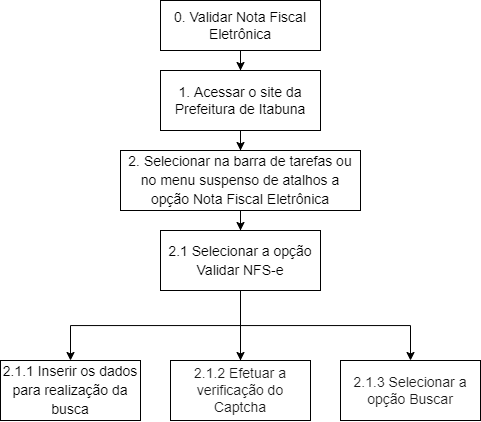 0. Validar Nota Fiscal
Eletrônica
1. Acessar o site da
Prefeitura de Itabuna
2. Selecionar na barra de tarefas ou
no menu suspenso de atalhos a
opção Nota Fiscal Eletrônica
2.1 Selecionar a opção
Validar NFS-e
2.1.1 Inserir os dados
para realização da
busca
2.1.2 Efetuar a
verificação do
Captcha
2.1.3 Selecionar a
opção Buscar